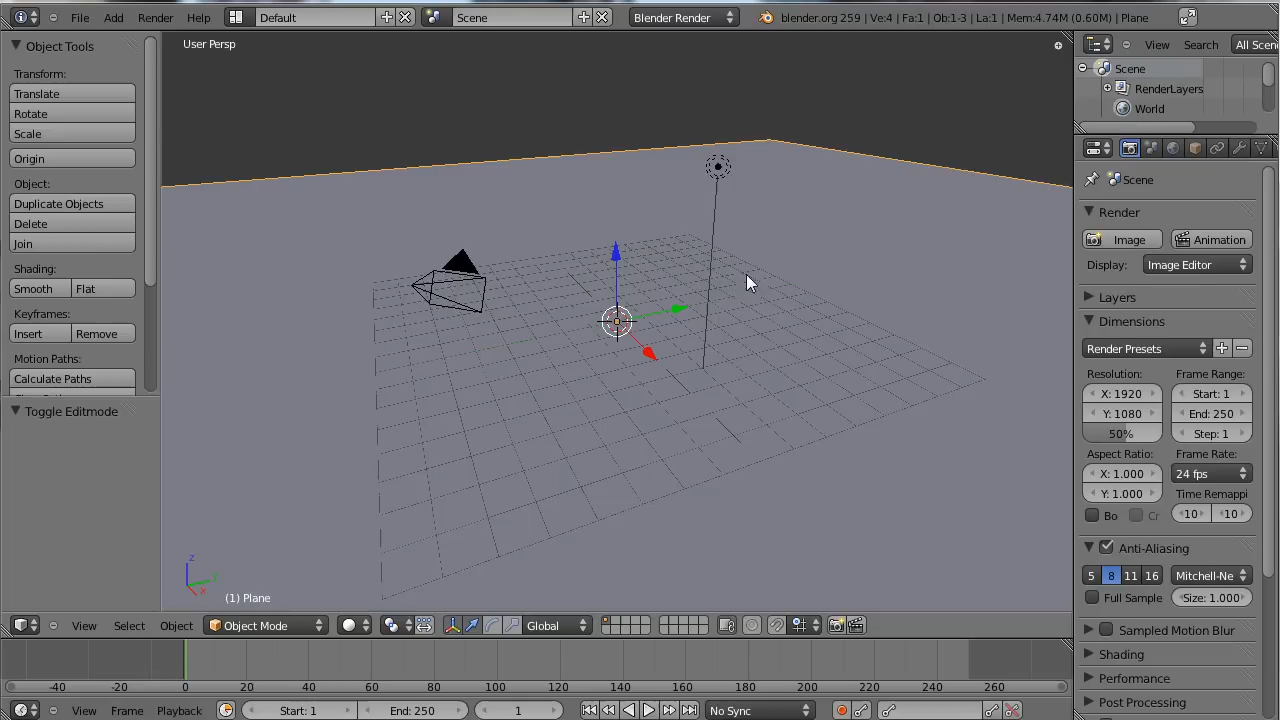 File Add Render Help Default Scene Blender Render blender.org 259 | Ve:4 | Fa:1 | Ob:1-3 | La:1 | Mem:4.74M (0.60M) | Plane
Object Tools
Transform:
Translate
Rotate
Scale
Origin
Object:
Duplicate Objects
Delete
Join
Shading:
Smooth Flat
Keyframes:
Insert Remove
Motion Paths:
Calculate Paths
Toggle Editmode
User Persp
z
y
x
(1) Plane
View Select Object Object Mode Global
-40 -20 0 20 40 60 80 100 120 140 160 180 200 220 240 260
View Frame Playback Start: 1 End: 250 1 No Sync
View Search All Scen
Scene
RenderLayers
World
Scene
Render
Image Animation
Display: Image Editor
Layers
Dimensions
Render Presets
Resolution: Frame Range:
X: 1920 Start: 1
Y: 1080 End: 250
50% Step: 1
Aspect Ratio: Frame Rate:
X: 1.000 24 fps
Y: 1.000 Time Remappi
Bo Cr 10 10
Anti-Aliasing
5 8 11 16 Mitchell-Ne
Full Sample Size: 1.000
Sampled Motion Blur
Shading
Performance
Post Processing